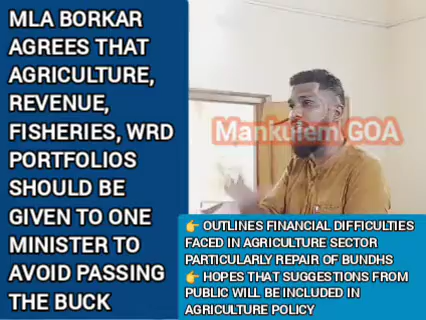 MLA BORKAR
AGREES THAT
AGRICULTURE,
REVENUE,
FISHERIES, WRD
PORTFOLIOS
SHOULD BE
GIVEN TO ONE
MINISTER TO
AVOID PASSING
THE BUCK
Mankulem GOA
👉 OUTLINES FINANCIAL DIFFICULTIES
FACED IN AGRICULTURE SECTOR
PARTICULARLY REPAIR OF BUNDHS
👉 HOPES THAT SUGGESTIONS FROM
PUBLIC WILL BE INCLUDED IN
AGRICULTURE POLICY